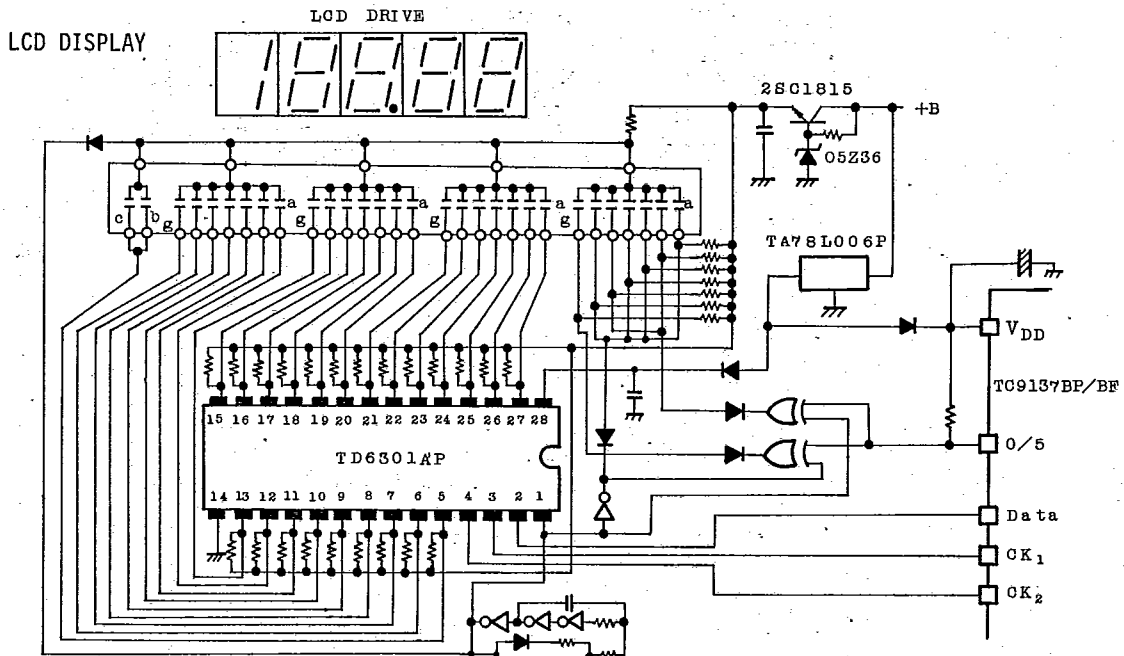 LCD DRIVE
LCD DISPLAY
2SC1815
+B
05Z36
c b g a g a g a g a
TA78L006P
VDD
TC9137BP/BF
15 16 17 18 19 20 21 22 23 24 25 26 27 28
0/5
TD6301AP
14 13 12 11 10 9 8 7 6 5 4 3 2 1
Data
CK1
CK2